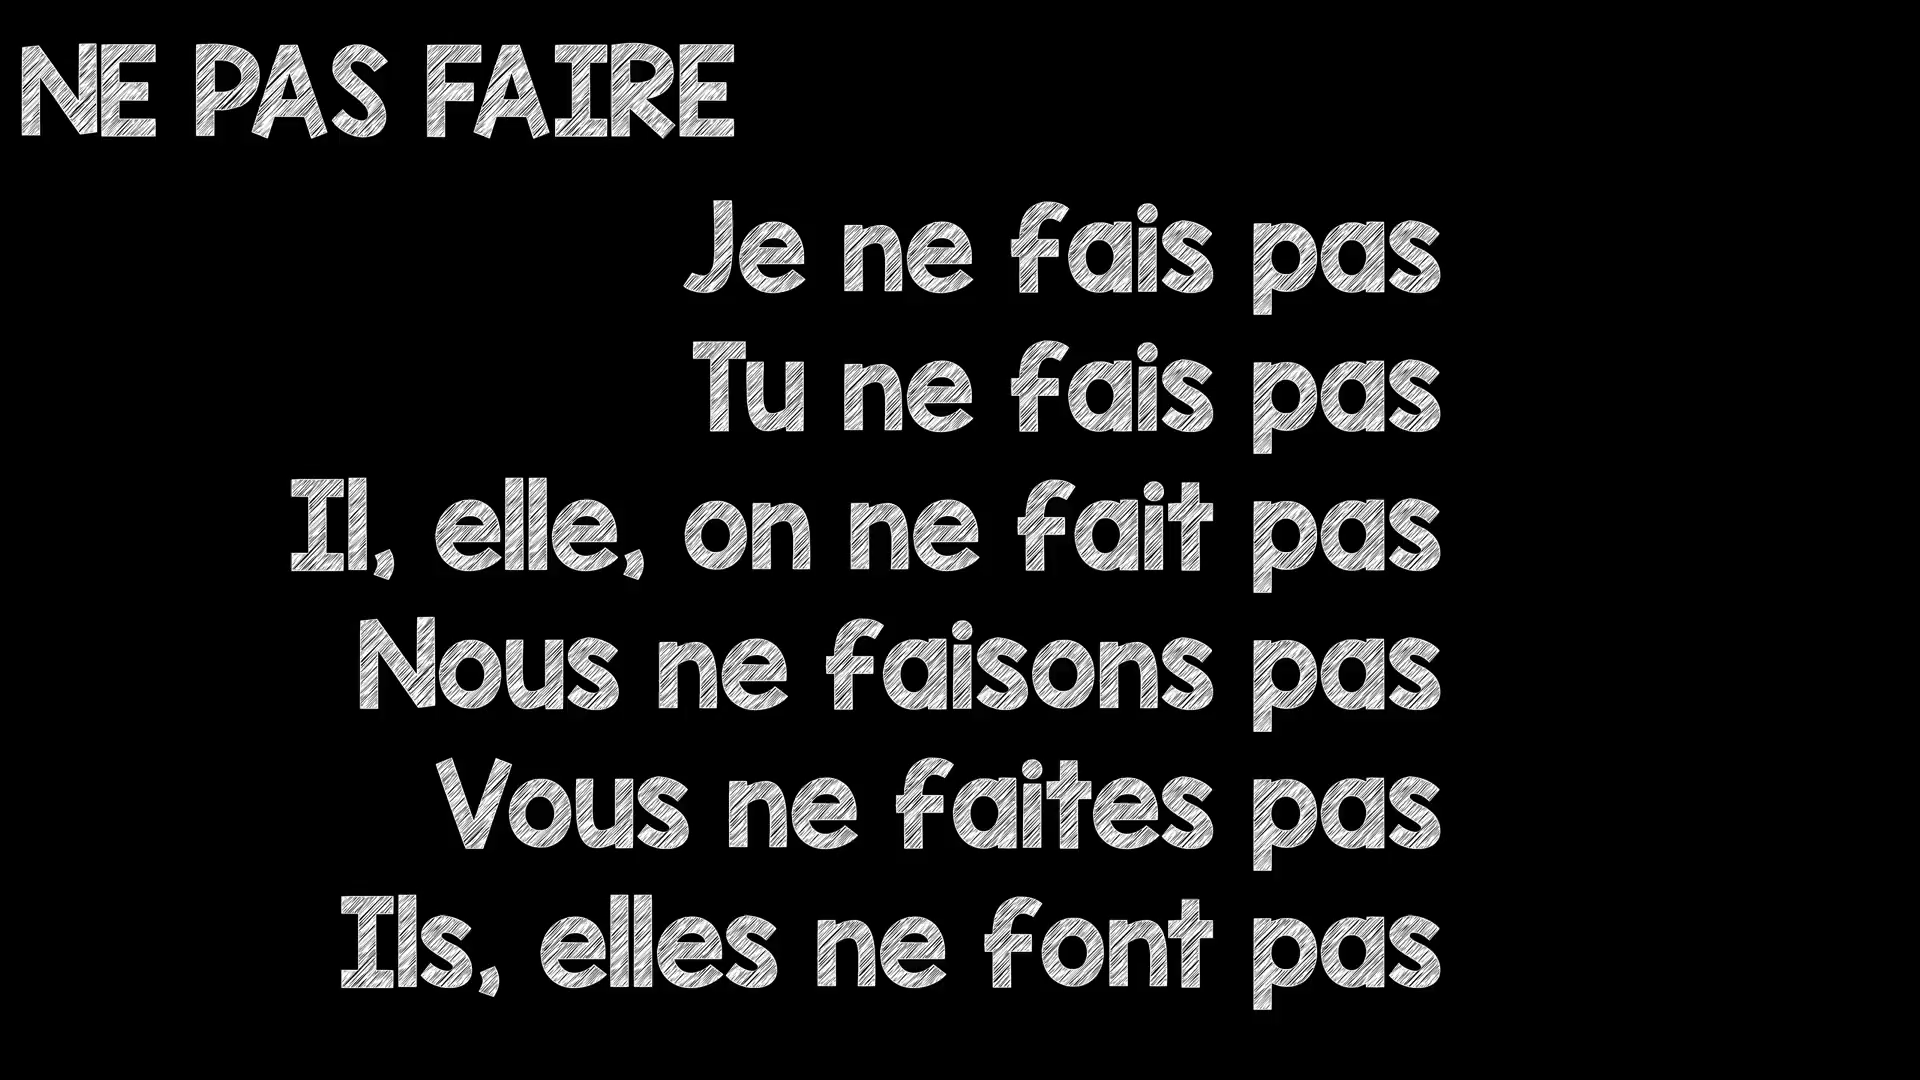 NE PAS FAIRE
Je ne fais pas
Tu ne fais pas
Il, elle, on ne fait pas
Nous ne faisons pas
Vous ne faites pas
Ils, elles ne font pas